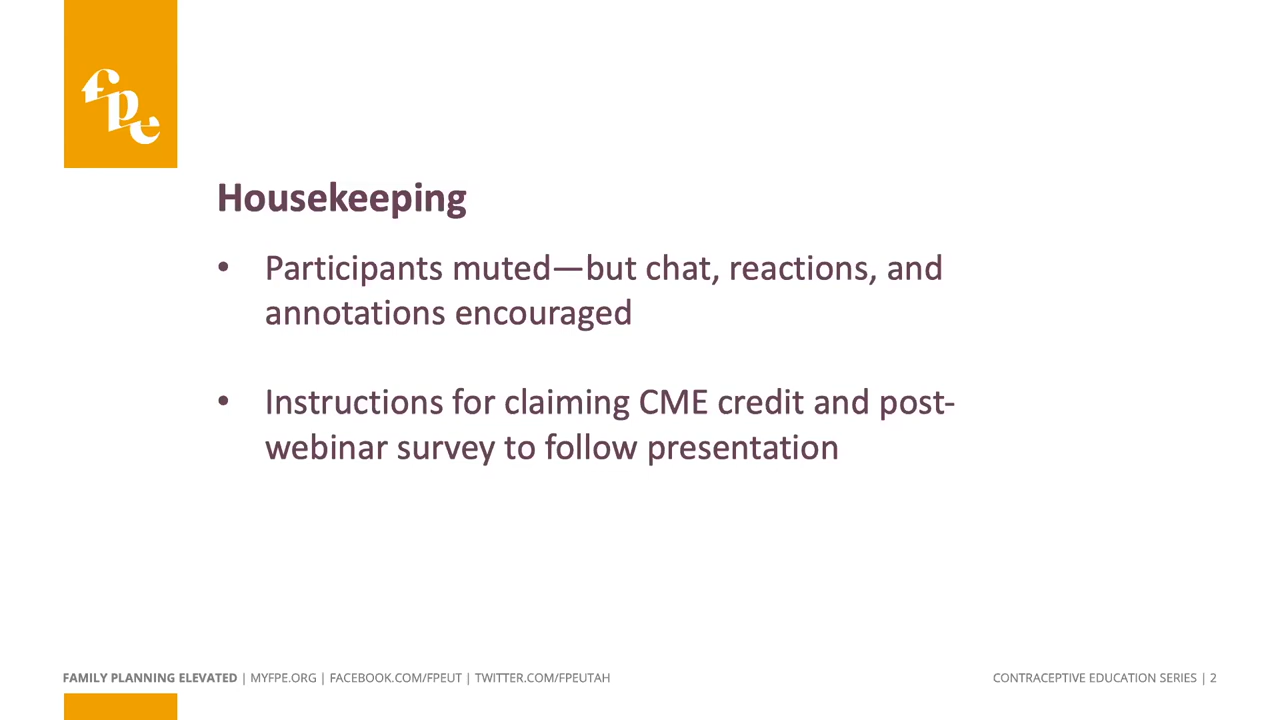 fpe
Housekeeping
• Participants muted—but chat, reactions, and
annotations encouraged
• Instructions for claiming CME credit and post-
webinar survey to follow presentation
FAMILY PLANNING ELEVATED | MYFPE.ORG | FACEBOOK.COM/FPEUT | TWITTER.COM/FPEUTAH
CONTRACEPTIVE EDUCATION SERIES | 2